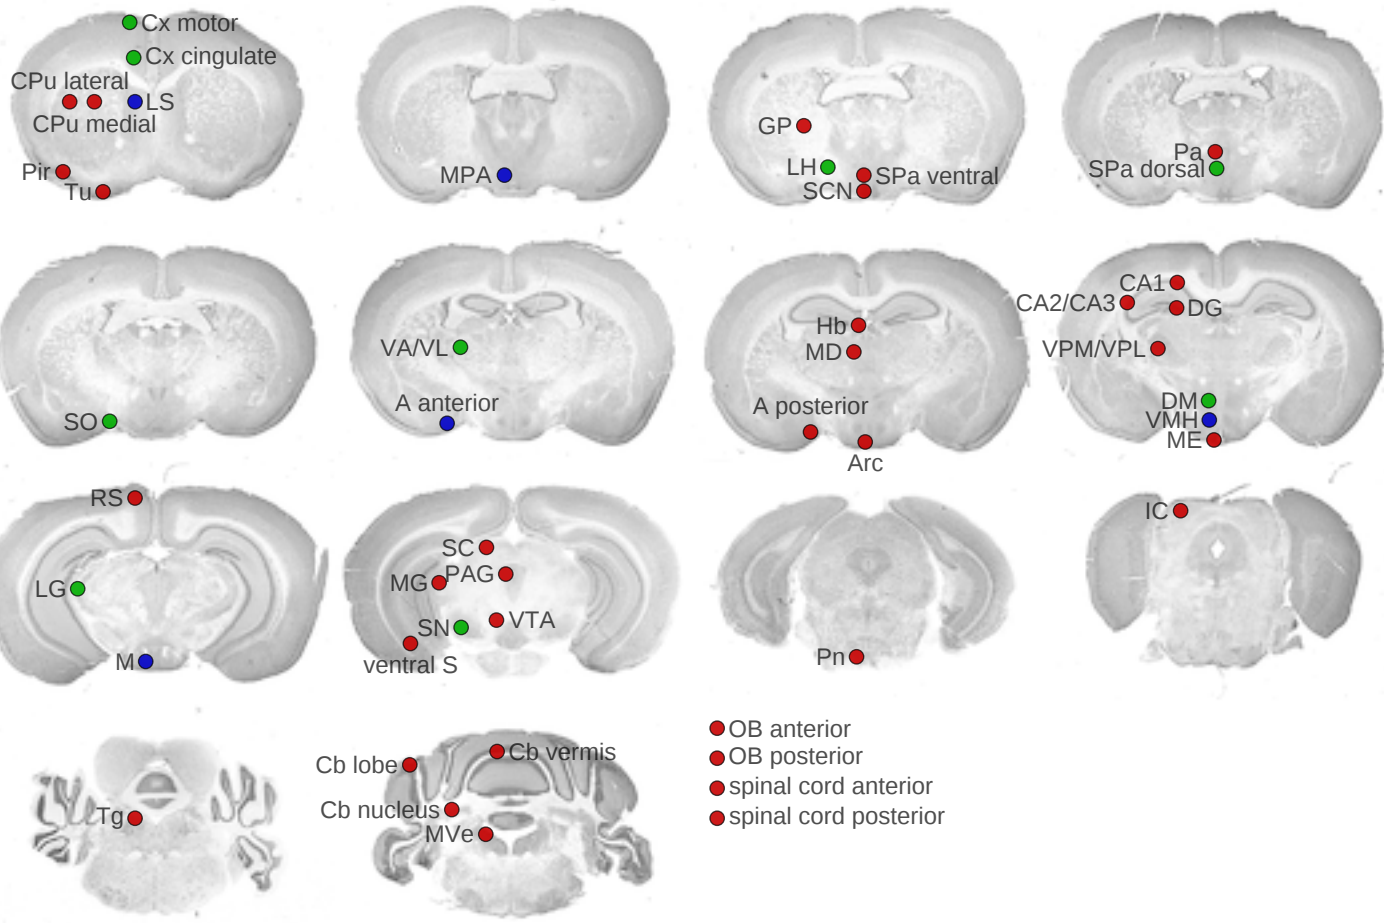 Cx motor
Cx cingulate
CPu lateral
LS
CPu medial
Pir
Tu
MPA
GP
LH
SPa ventral
SCN
Pa
SPa dorsal
SO
VA/VL
A anterior
Hb
MD
A posterior
Arc
CA1
CA2/CA3
DG
VPM/VPL
DM
VMH
ME
RS
LG
M
SC
MG
PAG
VTA
SN
ventral S
Pn
IC
Tg
Cb vermis
Cb lobe
Cb nucleus
MVe
OB anterior
OB posterior
spinal cord anterior
spinal cord posterior